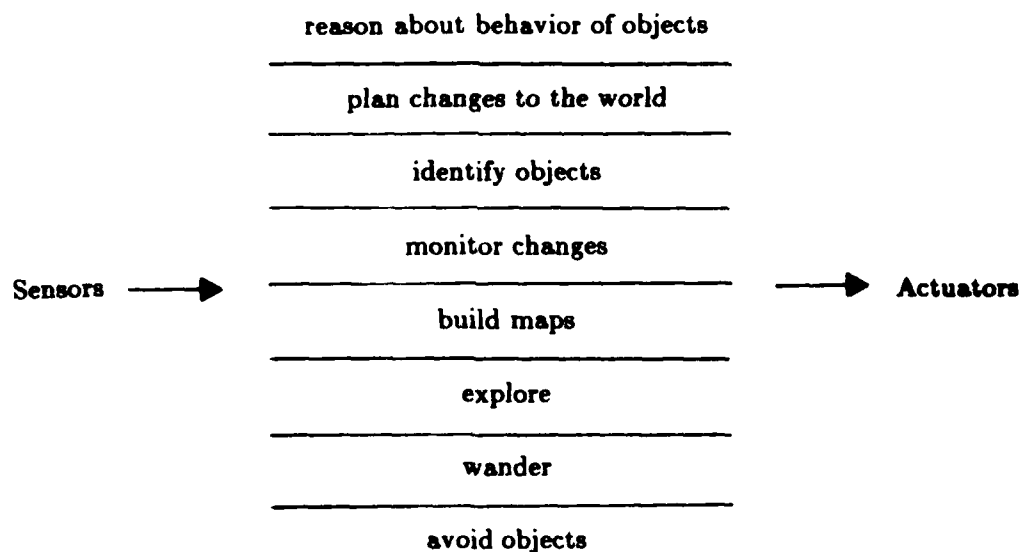 reason about behavior of objects
plan changes to the world
identify objects
monitor changes
Sensors
Actuators
build maps
explore
wander
avoid objects